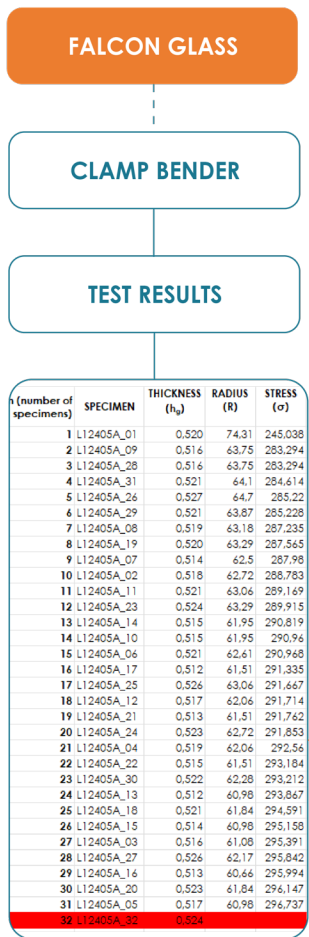 FALCON GLASS
CLAMP BENDER
TEST RESULTS
n (number of specimens) SPECIMEN THICKNESS (hg) RADIUS (R) STRESS (σ)
1 L12405A_01 0,520 74,31 245,038
2 L12405A_09 0,516 63,75 283,294
3 L12405A_28 0,516 63,75 283,294
4 L12405A_31 0,521 64,1 284,614
5 L12405A_26 0,527 64,7 285,22
6 L12405A_29 0,521 63,87 285,228
7 L12405A_08 0,519 63,18 287,235
8 L12405A_19 0,520 63,29 287,565
9 L12405A_07 0,514 62,5 287,98
10 L12405A_02 0,518 62,72 288,783
11 L12405A_11 0,521 63,06 289,169
12 L12405A_23 0,524 63,29 289,915
13 L12405A_14 0,515 61,95 290,819
14 L12405A_10 0,515 61,95 290,96
15 L12405A_06 0,521 62,61 290,968
16 L12405A_17 0,512 61,51 291,335
17 L12405A_25 0,526 63,06 291,667
18 L12405A_12 0,517 62,06 291,714
19 L12405A_21 0,513 61,51 291,762
20 L12405A_24 0,523 62,72 291,853
21 L12405A_04 0,519 62,06 292,56
22 L12405A_22 0,515 61,51 293,184
23 L12405A_30 0,522 62,28 293,212
24 L12405A_13 0,512 60,98 293,867
25 L12405A_18 0,521 61,84 294,591
26 L12405A_15 0,514 60,98 295,158
27 L12405A_03 0,516 61,08 295,391
28 L12405A_27 0,526 62,17 295,842
29 L12405A_16 0,513 60,66 295,994
30 L12405A_20 0,523 61,84 296,147
31 L12405A_05 0,517 60,98 296,737
32 L12405A_32 0,524